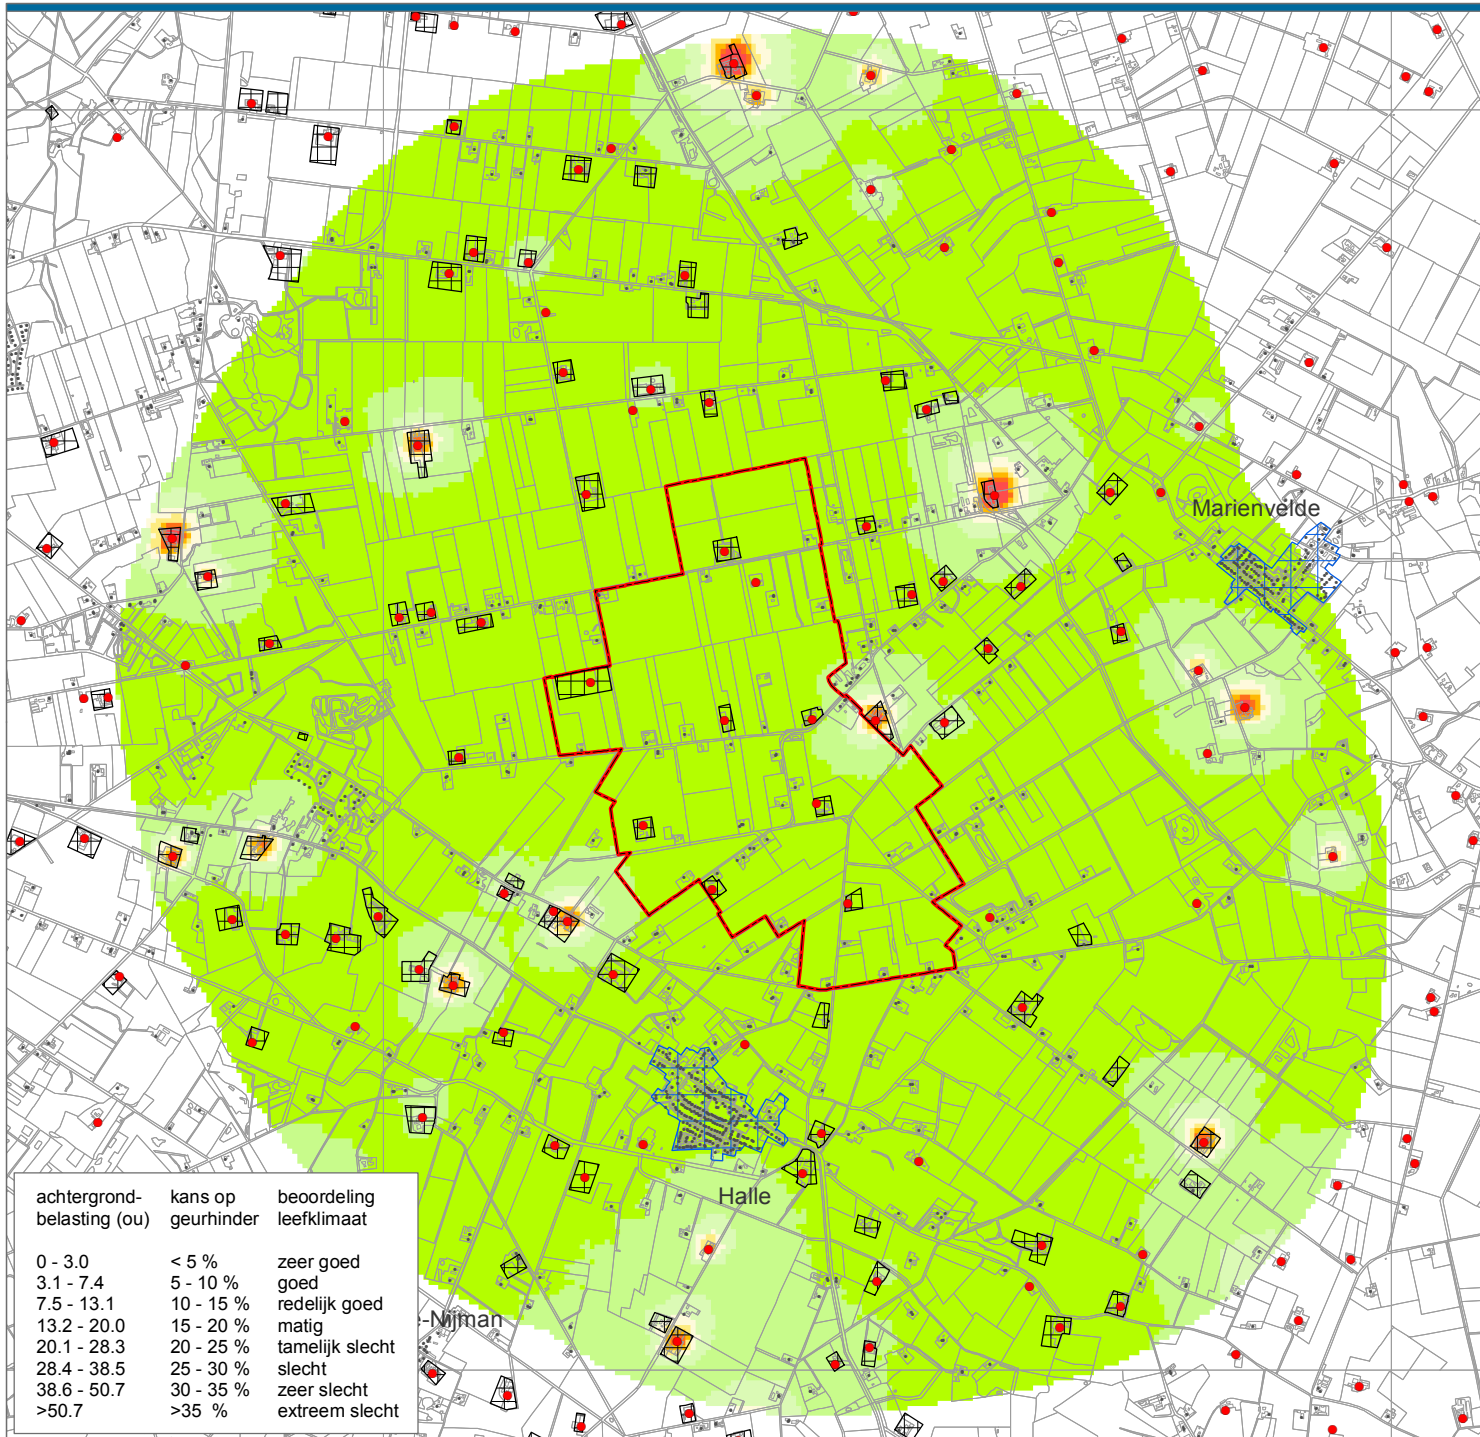 Marienvelde
Halle
-Nijman
achtergrond- kans op beoordeling
belasting (ou) geurhinder leefklimaat
0 - 3.0 < 5 % zeer goed
3.1 - 7.4 5 - 10 % goed
7.5 - 13.1 10 - 15 % redelijk goed
13.2 - 20.0 15 - 20 % matig
20.1 - 28.3 20 - 25 % tamelijk slecht
28.4 - 38.5 25 - 30 % slecht
38.6 - 50.7 30 - 35 % zeer slecht
>50.7 >35 % extreem slecht